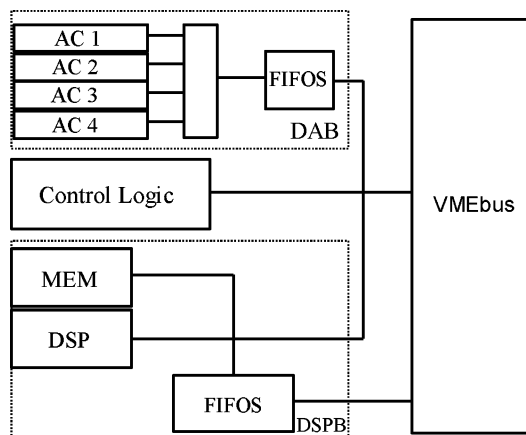 AC 1
AC 2
AC 3
AC 4
FIFOS
DAB
Control Logic
VMEbus
MEM
DSP
FIFOS
DSPB